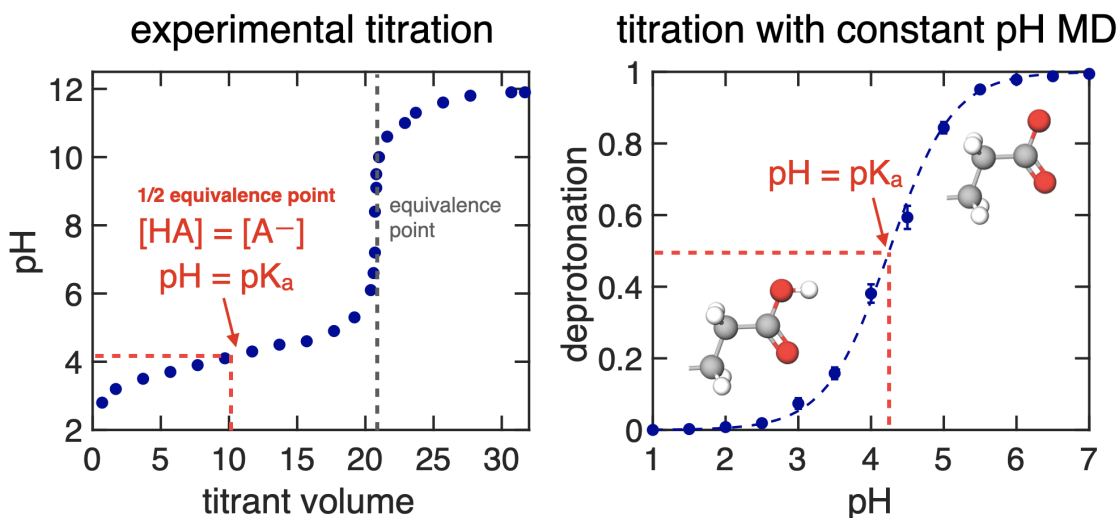 experimental titration
12
10
8
6
4
2
pH
1/2 equivalence point
[HA] = [A−]
pH = pKa
equivalence
point
0
5
10
15
20
25
30
titrant volume
titration with constant pH MD
1
0.8
0.6
0.4
0.2
0
deprotonation
pH = pKa
1
2
3
4
5
6
7
pH